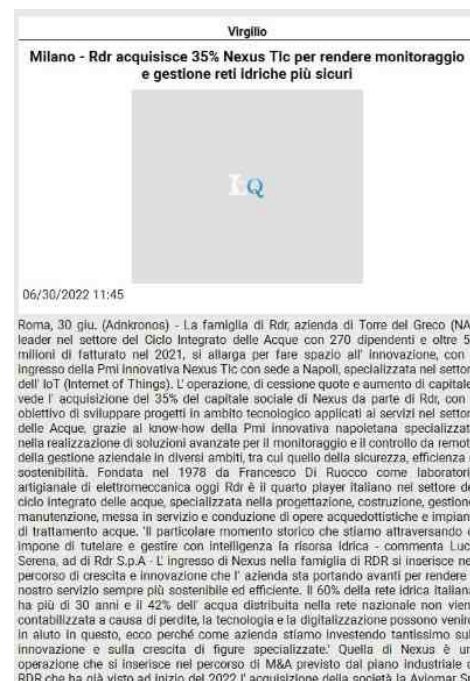 Virgilio
Milano - Rdr acquisisce 35% Nexus Tlc per rendere monitoraggio
e gestione reti idriche più sicuri
LQ
06/30/2022 11:45
Roma, 30 giu. (Adnkronos) - La famiglia di Rdr, azienda di Torre del Greco (NA
leader nel settore del Ciclo Integrato delle Acque con 270 dipendenti e oltre 5
milioni di fatturato nel 2021, si allarga per fare spazio all' innovazione, con
ingresso della Pmi innovativa Nexus Tlc con sede a Napoli, specializzata nel settor
dell' IoT (Internet of Things). L' operazione, di cessione quote e aumento di capitale
vede l' acquisizione del 35% del capitale sociale di Nexus da parte di Rdr, con
obiettivo di sviluppare progetti in ambito tecnologico applicati ai servizi nel settor
delle Acque, grazie al know-how della Pmi innovativa napoletana specializzat
nella realizzazione di soluzioni avanzate per il monitoraggio e il controllo da remot
della gestione aziendale in diversi ambiti, tra cui quello della sicurezza, efficienza
sostenibilità. Fondata nel 1978 da Francesco Di Ruocco come laboratori
artigianale di elettromeccanica oggi Rdr è il quarto player italiano nel settore de
ciclo integrato delle acque, specializzata nella progettazione, costruzione, gestion
manutenzione, messa in servizio e conduzione di opere acquedottistiche e impian
di trattamento acque. 'Il particolare momento storico che stiamo attraversando c
impone di tutelare e gestire con intelligenza la risorsa idrica - commenta Luc
Serena, ad di Rdr S.p.A - L' ingresso di Nexus nella famiglia di RDR si inserisce ne
percorso di crescita e innovazione che l' azienda sta portando avanti per rendere
nostro servizio sempre più sostenibile ed efficiente. Il 60% della rete idrica italian
ha più di 30 anni e il 42% dell' acqua distribuita nella rete nazionale non vien
contabilizzata a causa di perdite, la tecnologia e la digitalizzazione possono venire
in aiuto in questo, ecco perché come azienda stiamo investendo tantissimo sull
innovazione e sulla crescita di figure specializzate.' Quella di Nexus è un
operazione che si inserisce nel percorso di M&A previsto dal piano industriale
RDR che ha già visto ad inizio del 2022 l' acquisizione della società la Aviomar Sr